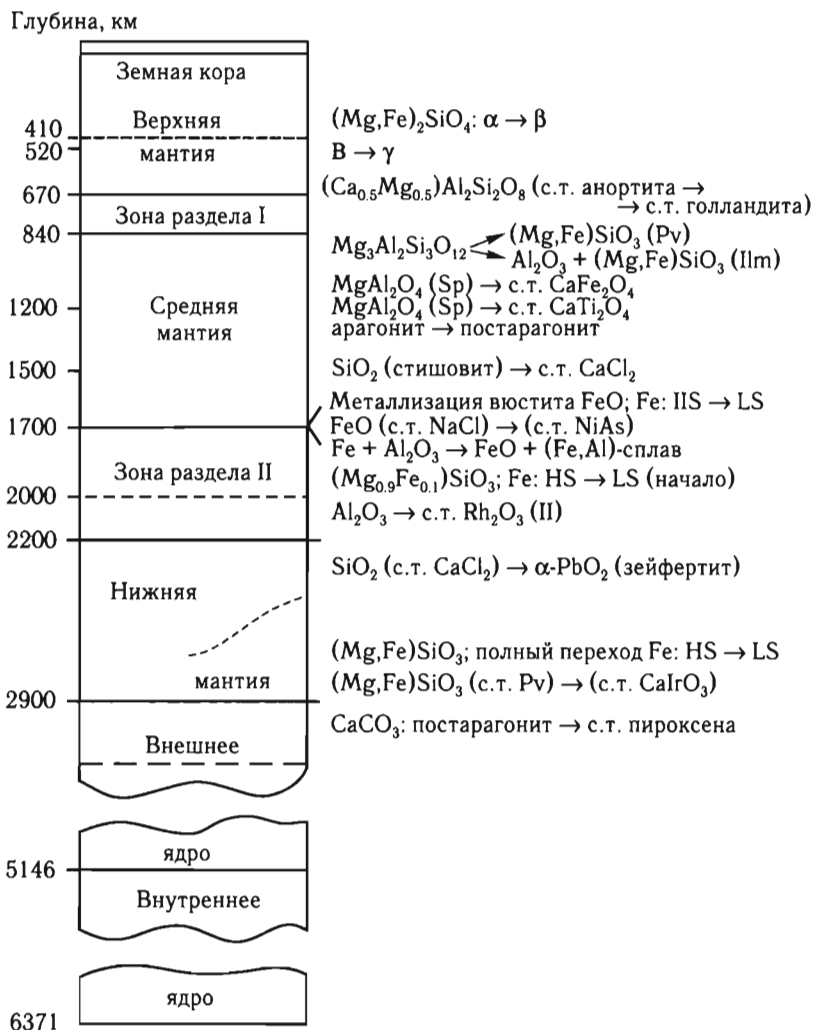 Глубина, км
Земная кора
Верхняя
410
(Mg,Fe)₂SiO₄: α → β
520
мантия
В → γ
670
(Ca₀.₅Mg₀.₅)Al₂Si₂O₈ (с.т. анортита →
→ с.т. голландита)
Зона раздела I
840
Mg₃Al₂Si₃O₁₂
(Mg,Fe)SiO₃ (Pv)
Al₂O₃ + (Mg,Fe)SiO₃ (Ilm)
MgAl₂O₄ (Sp) → с.т. CaFe₂O₄
1200
Средняя
мантия
MgAl₂O₄ (Sp) → с.т. CaTi₂O₄
арагонит → постарагонит
1500
SiO₂ (стишовит) → с.т. CaCl₂
Металлизация вюстита FeO; Fe: IIS → LS
1700
FeO (с.т. NaCl) → (с.т. NiAs)
Fe + Al₂O₃ → FeO + (Fe,Al)-сплав
Зона раздела II
(Mg₀.₉Fe₀.₁)SiO₃; Fe: HS → LS (начало)
2000
Al₂O₃ → с.т. Rh₂O₃ (II)
2200
SiO₂ (с.т. CaCl₂) → α-PbO₂ (зейфертит)
Нижняя
(Mg,Fe)SiO₃; полный переход Fe: HS → LS
мантия
(Mg,Fe)SiO₃ (с.т. Pv) → (с.т. CaIrO₃)
2900
CaCO₃: постарагонит → с.т. пироксена
Внешнее
ядро
5146
Внутреннее
ядро
6371